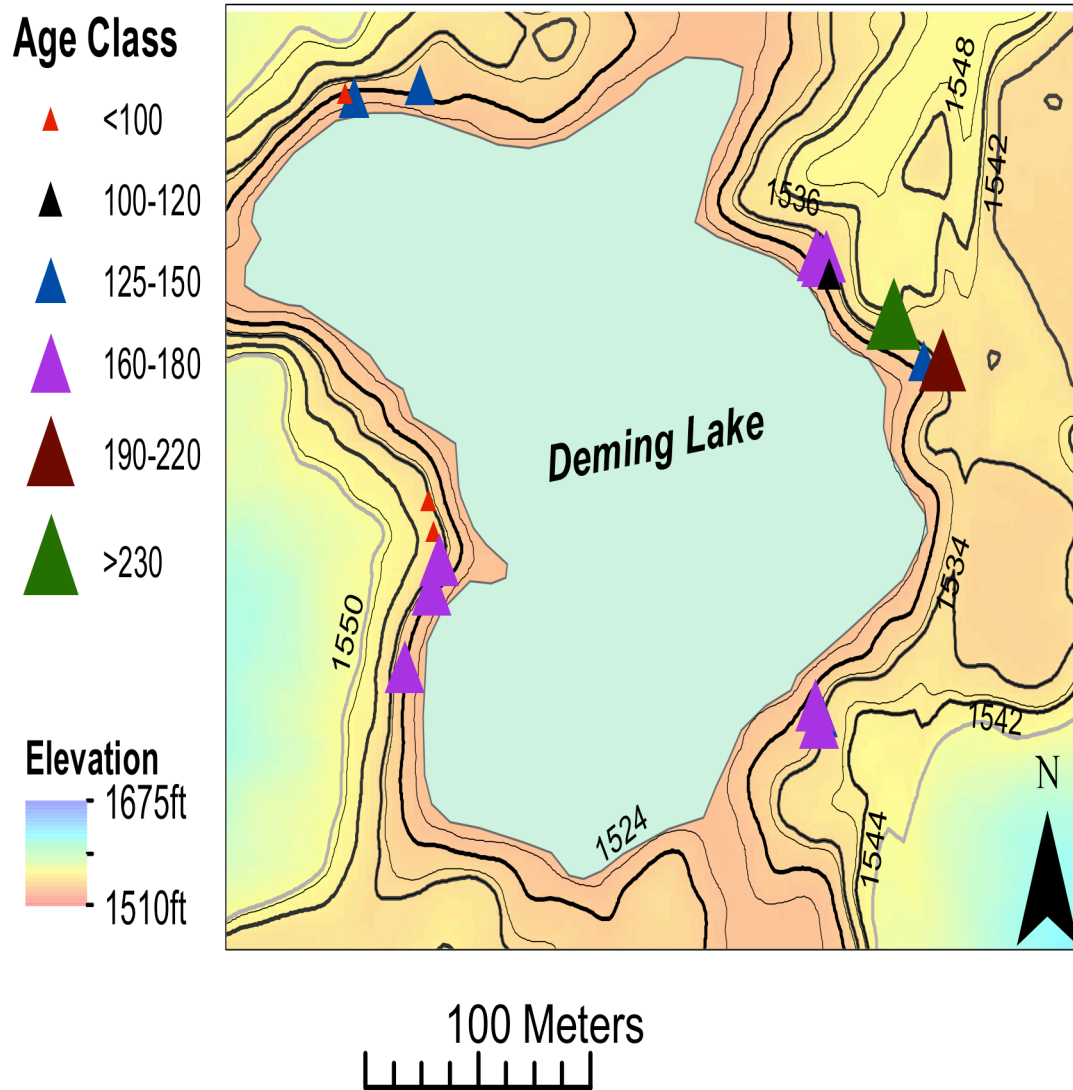 Age Class
<100
100-120
125-150
160-180
190-220
>230
Elevation
1675ft
1510ft
1548
1542
1536
Deming Lake
1534
1550
1542
1524
1544
N
100 Meters